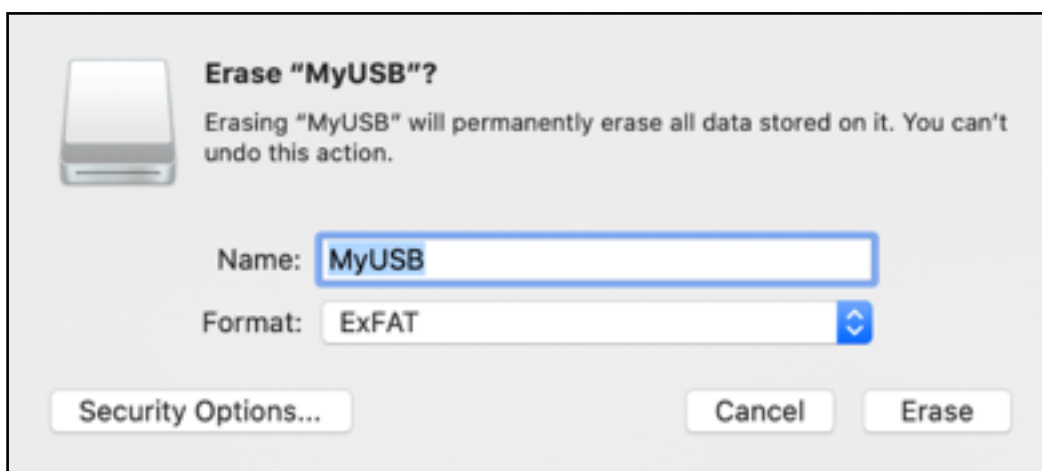 Erase “MyUSB”?
Erasing “MyUSB” will permanently erase all data stored on it. You can’t
undo this action.
Name: MyUSB
Format: ExFAT
Security Options... Cancel Erase